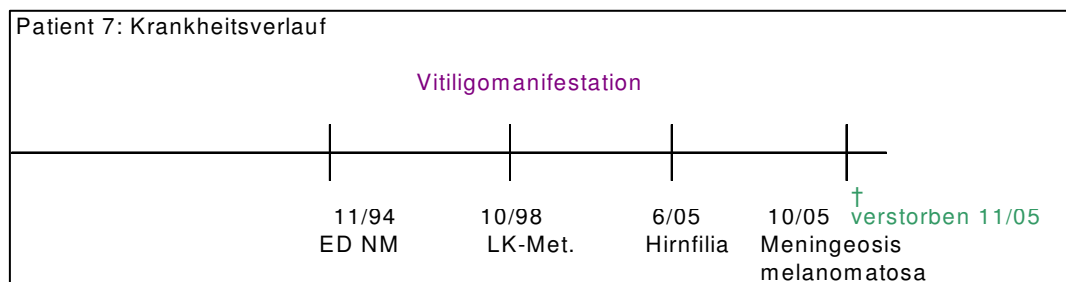 Patient 7: Krankheitsverlauf
Vitiligomanifestation
†
11/94 10/98 6/05 10/05 verstorben 11/05
ED NM LK-Met. Hirnfilia Meningeosis
melanomatosa